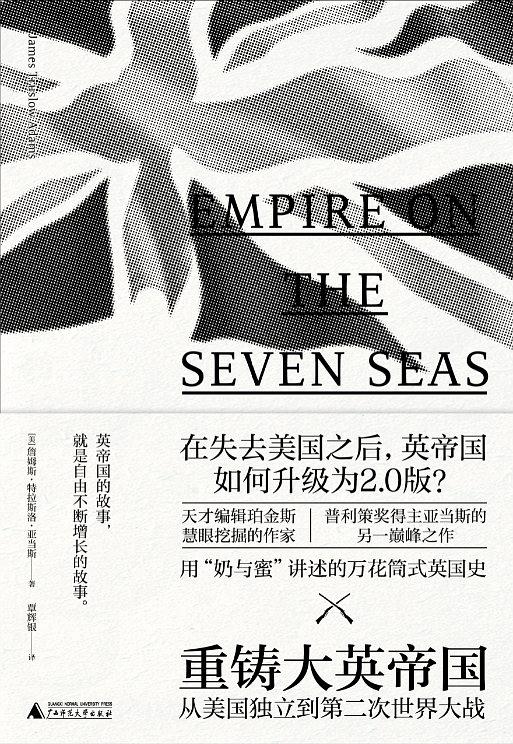 James Truslow Adams
EMPIRE ON
THE
SEVEN SEAS
在失去美国之后，英帝国
如何升级为2.0版？
天才编辑珀金斯
慧眼挖掘的作家
普利策奖得主亚当斯的
另一巅峰之作
用“奶与蜜”讲述的万花筒式英国史
重铸大英帝国
从美国独立到第二次世界大战
英帝国的故事，
就是自由不断增长的故事。
[美]詹姆斯·特拉斯洛·亚当斯——著
覃辉银——译
GUANGXI NORMAL UNIVERSITY PRESS
广西师范大学出版社